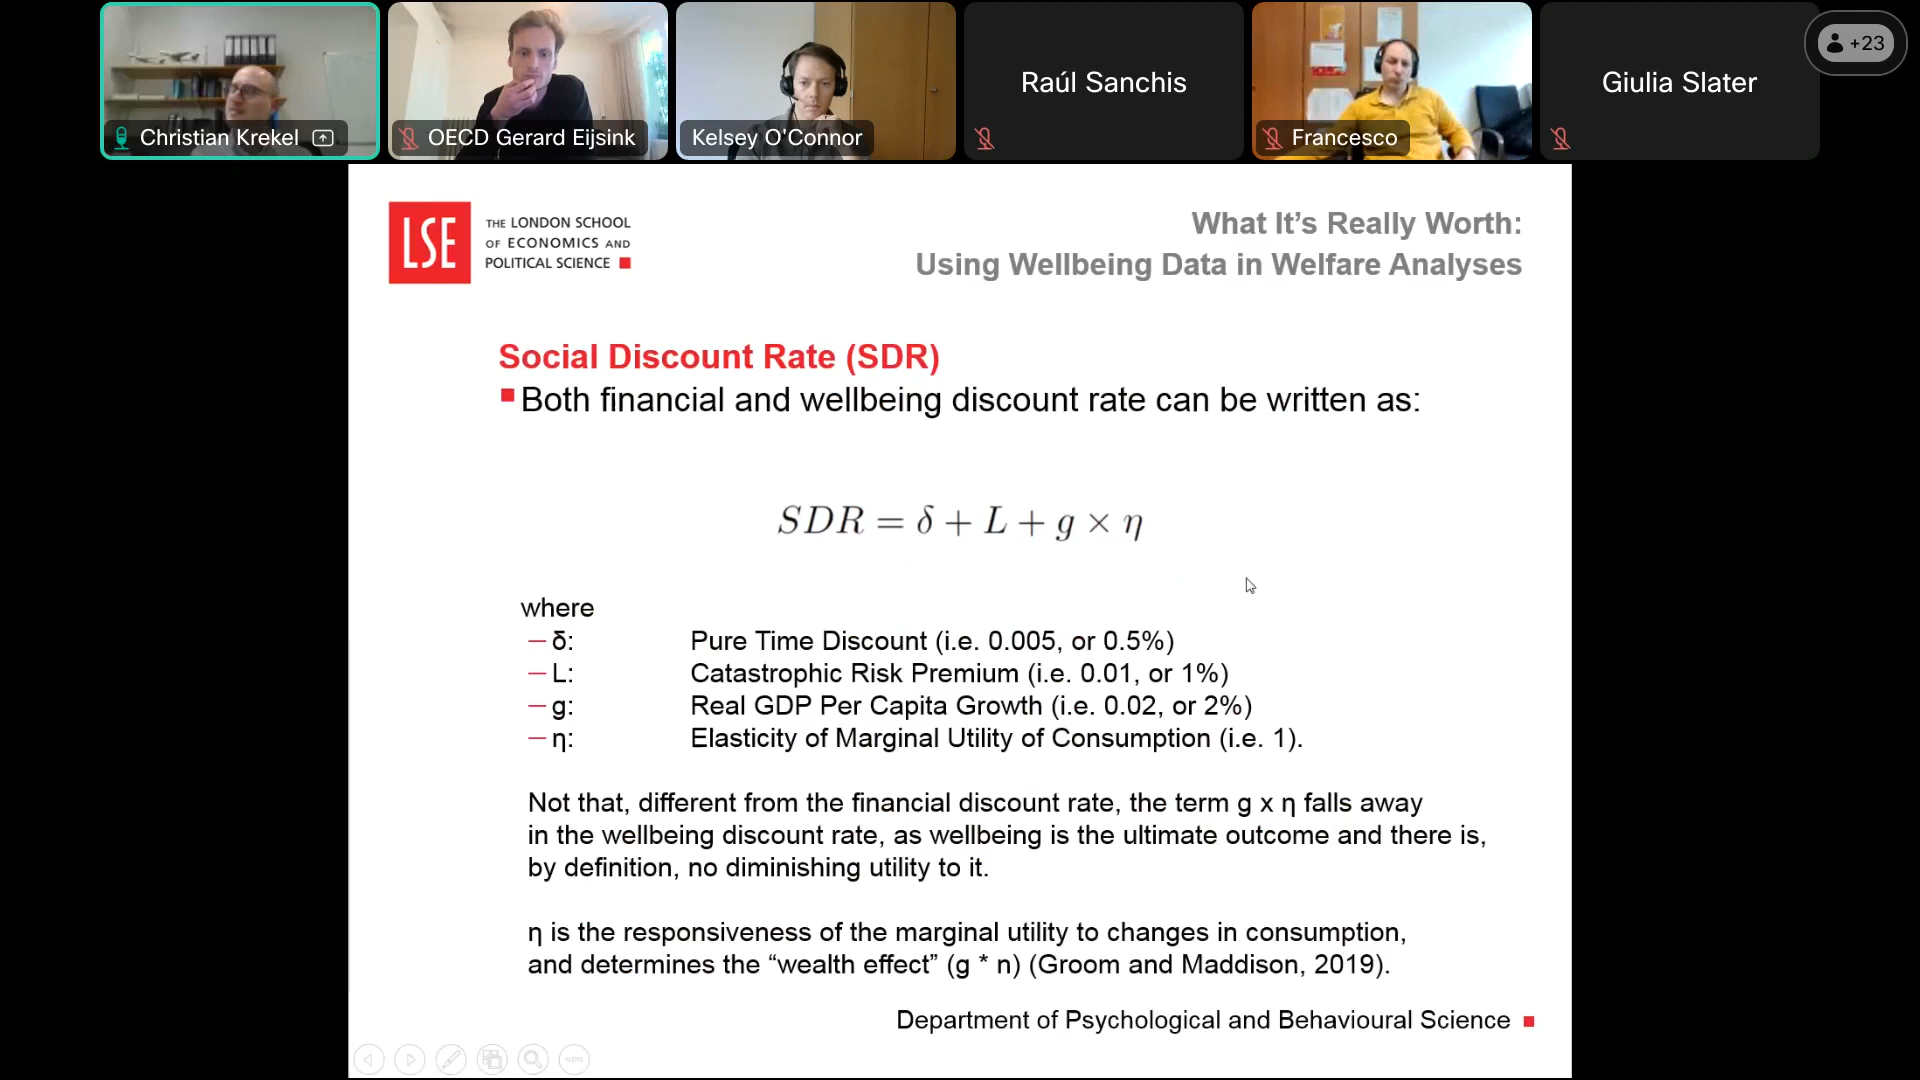 Christian Krekel
OECD Gerard Eijsink
Kelsey O'Connor
Raúl Sanchis
Francesco
Giulia Slater
+23
LSE
THE LONDON SCHOOL
OF ECONOMICS AND
POLITICAL SCIENCE
What It's Really Worth:
Using Wellbeing Data in Welfare Analyses
Social Discount Rate (SDR)
Both financial and wellbeing discount rate can be written as:
SDR = δ + L + g × η
where
– δ: Pure Time Discount (i.e. 0.005, or 0.5%)
– L: Catastrophic Risk Premium (i.e. 0.01, or 1%)
– g: Real GDP Per Capita Growth (i.e. 0.02, or 2%)
– η: Elasticity of Marginal Utility of Consumption (i.e. 1).
Not that, different from the financial discount rate, the term g x η falls away
in the wellbeing discount rate, as wellbeing is the ultimate outcome and there is,
by definition, no diminishing utility to it.
η is the responsiveness of the marginal utility to changes in consumption,
and determines the “wealth effect” (g * n) (Groom and Maddison, 2019).
Department of Psychological and Behavioural Science